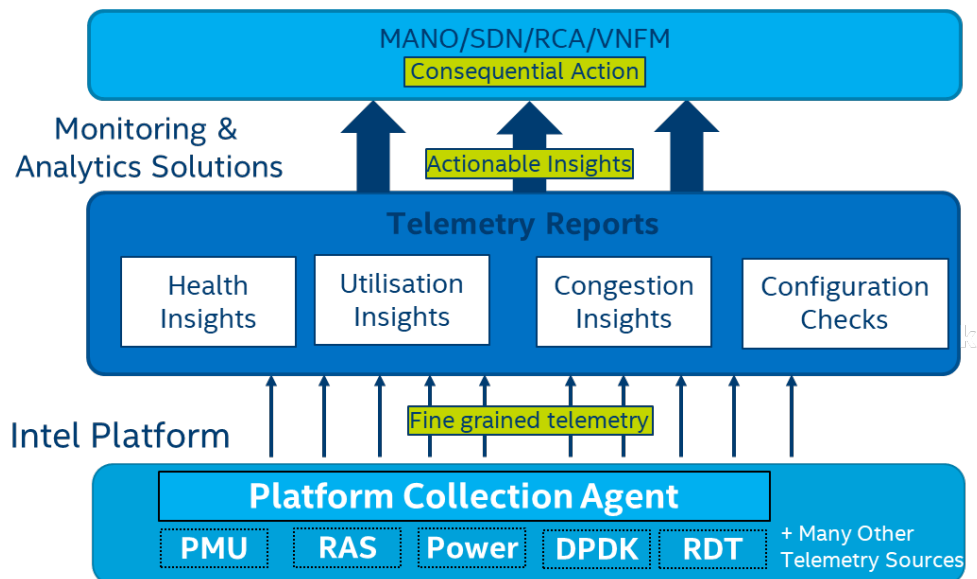 MANO/SDN/RCA/VNFM
Consequential Action
Monitoring &
Analytics Solutions
Actionable Insights
Telemetry Reports
Health
Insights
Utilisation
Insights
Congestion
Insights
Configuration
Checks
Fine grained telemetry
Intel Platform
Platform Collection Agent
PMU
RAS
Power
DPDK
RDT
+ Many Other
Telemetry Sources